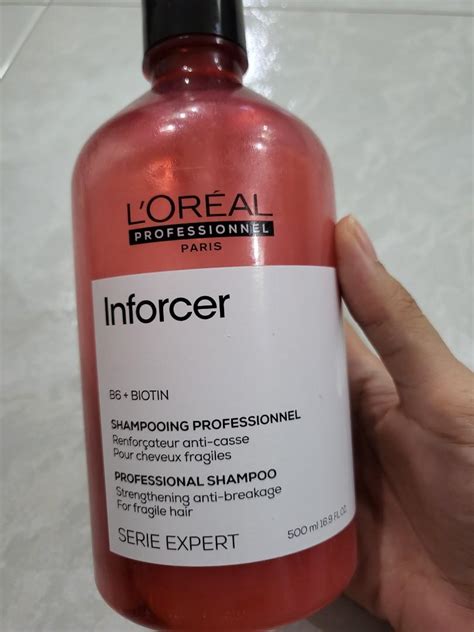 L'ORÉAL
PROFESSIONNEL
PARIS
Inforcer
B6 + BIOTIN
SHAMPOOING PROFESSIONNEL
Renforçateur anti-casse
Pour cheveux fragiles
PROFESSIONAL SHAMPOO
Strengthening anti-breakage
For fragile hair
SERIE EXPERT
500 ml 16.9 FL.OZ.